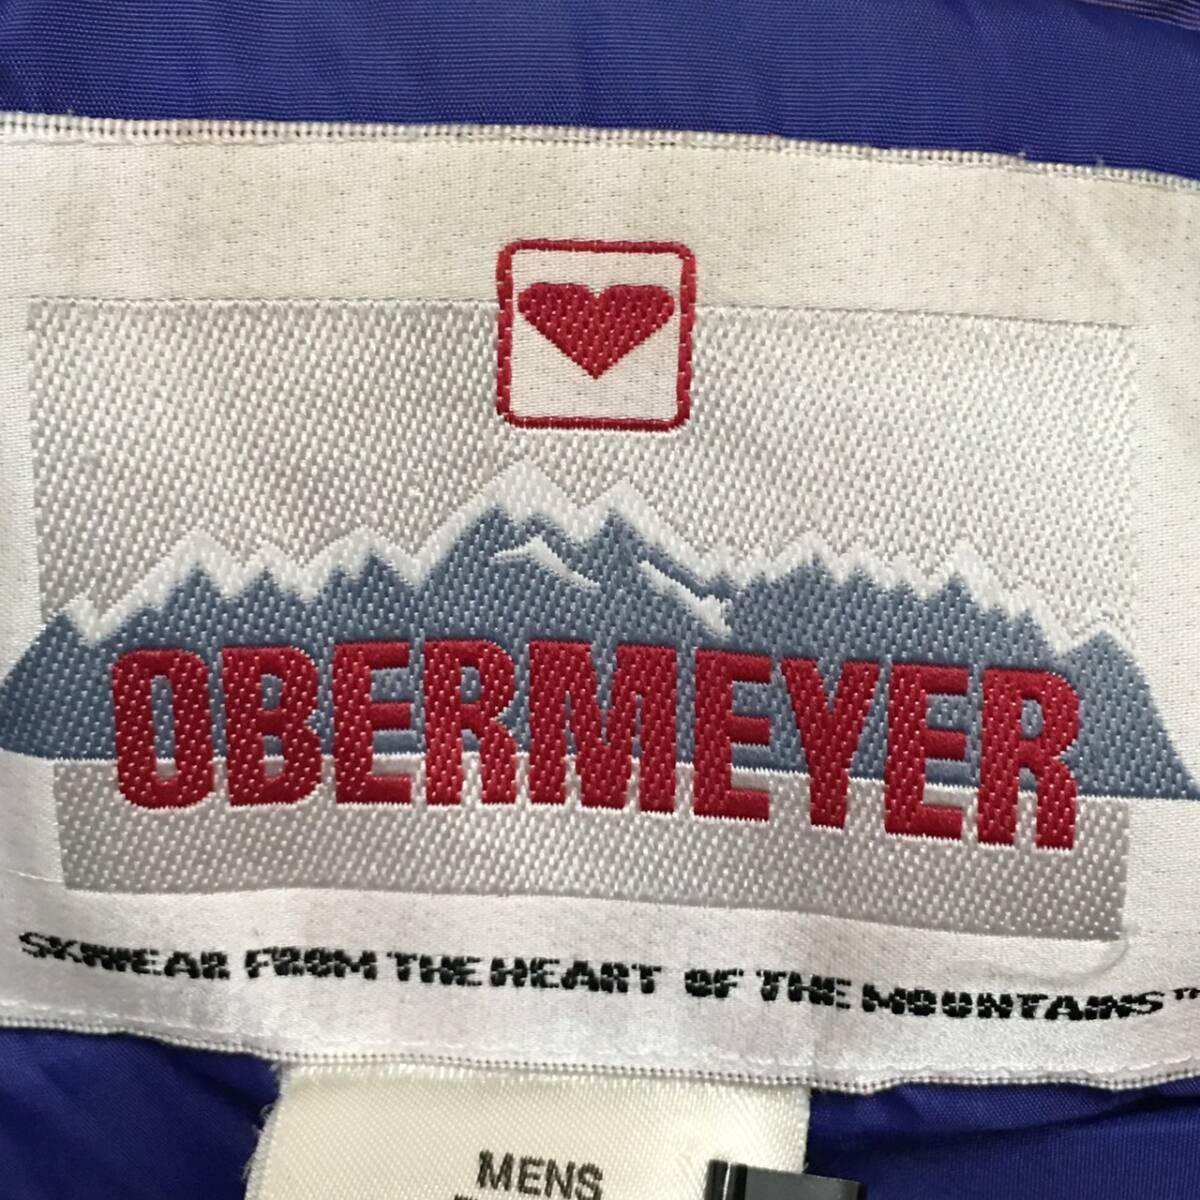 OBERMEYER
SKIWEAR FROM THE HEART OF THE MOUNTAINS™
MENS